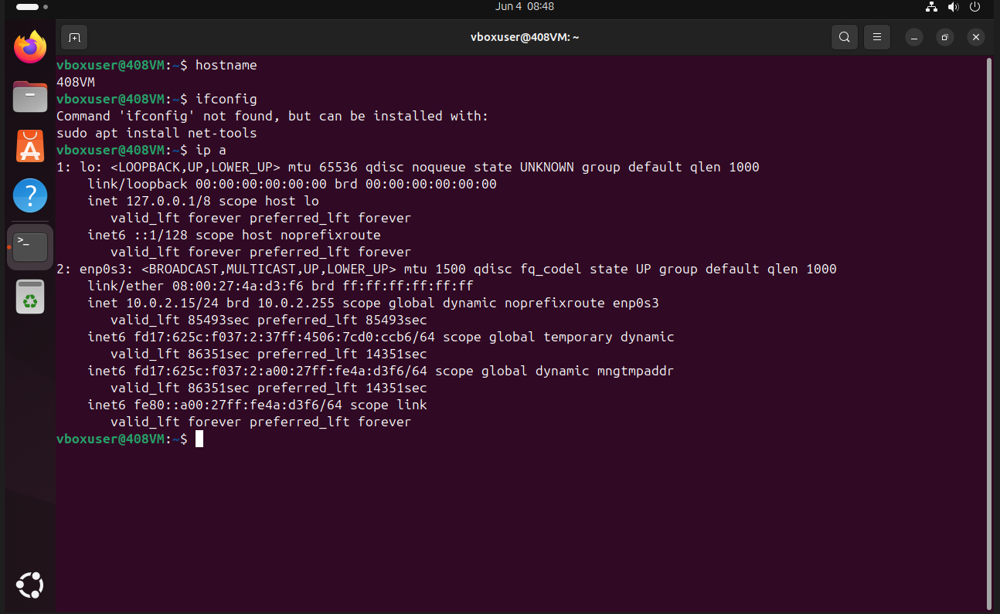 Jun 4 08:48
vboxuser@408VM: ~
vboxuser@408VM:~$ hostname
408VM
vboxuser@408VM:~$ ifconfig
Command 'ifconfig' not found, but can be installed with:
sudo apt install net-tools
vboxuser@408VM:~$ ip a
1: lo: <LOOPBACK,UP,LOWER_UP> mtu 65536 qdisc noqueue state UNKNOWN group default qlen 1000
    link/loopback 00:00:00:00:00:00 brd 00:00:00:00:00:00
    inet 127.0.0.1/8 scope host lo
       valid_lft forever preferred_lft forever
    inet6 ::1/128 scope host noprefixroute
       valid_lft forever preferred_lft forever
2: enp0s3: <BROADCAST,MULTICAST,UP,LOWER_UP> mtu 1500 qdisc fq_codel state UP group default qlen 1000
    link/ether 08:00:27:4a:d3:f6 brd ff:ff:ff:ff:ff:ff
    inet 10.0.2.15/24 brd 10.0.2.255 scope global dynamic noprefixroute enp0s3
       valid_lft 85493sec preferred_lft 85493sec
    inet6 fd17:625c:f037:2:37ff:4506:7cd0:ccb6/64 scope global temporary dynamic
       valid_lft 86351sec preferred_lft 14351sec
    inet6 fd17:625c:f037:2:a00:27ff:fe4a:d3f6/64 scope global dynamic mngtmpaddr
       valid_lft 86351sec preferred_lft 14351sec
    inet6 fe80::a00:27ff:fe4a:d3f6/64 scope link
       valid_lft forever preferred_lft forever
vboxuser@408VM:~$